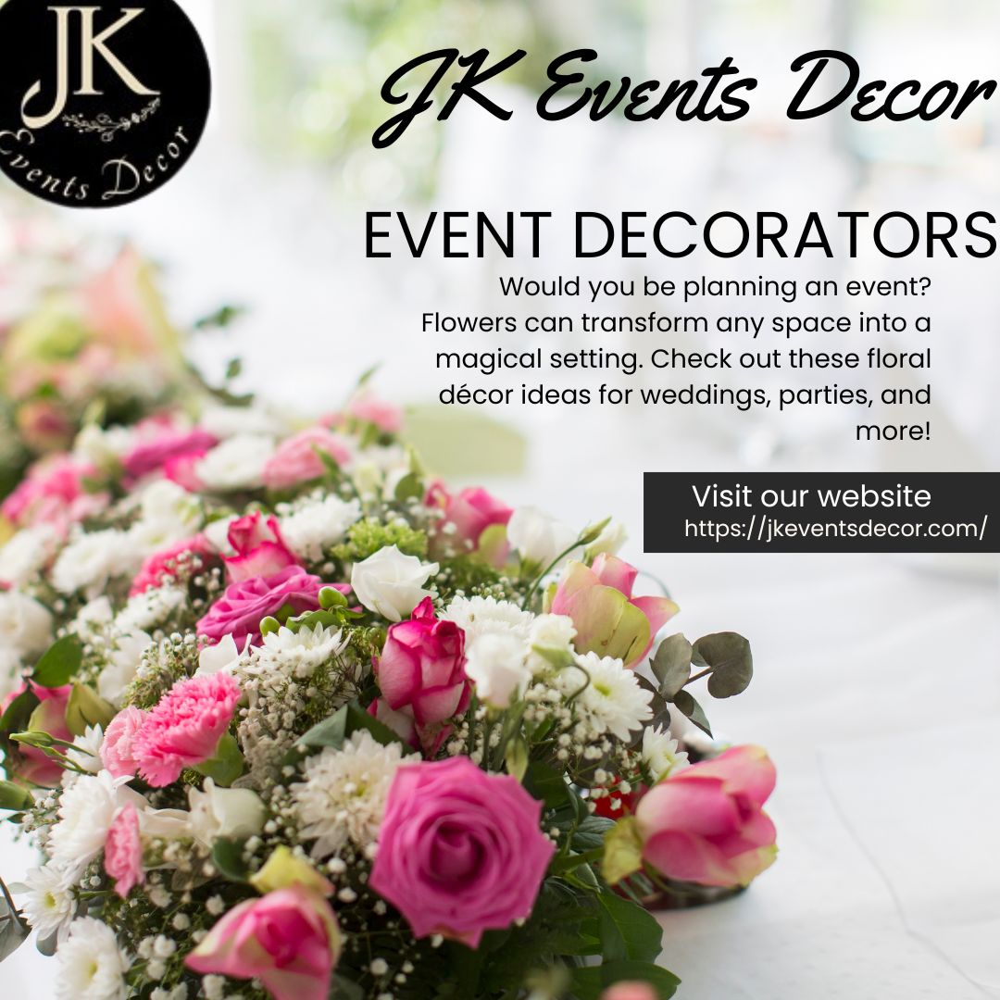 JK
Events Decor
JK Events Decor
EVENT DECORATORS
Would you be planning an event?
Flowers can transform any space into a
magical setting. Check out these floral
décor ideas for weddings, parties, and
more!
Visit our website
https://jkeventsdecor.com/